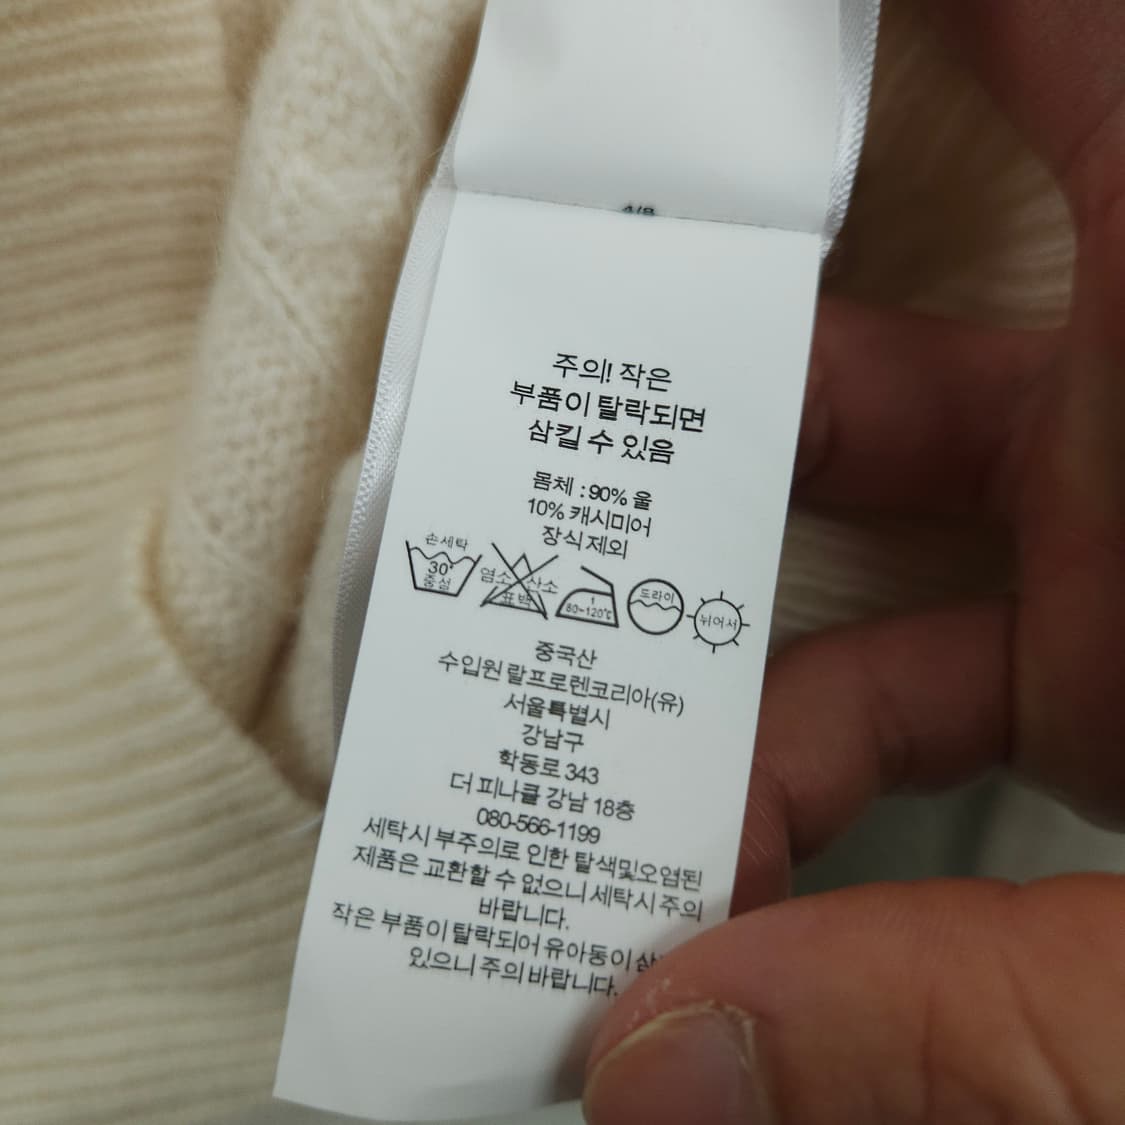 주의! 작은
부품이 탈락되면
삼킬 수 있음
몸체 : 90% 울
10% 캐시미어
장식제외
손세탁
30°
중성
염소 산소
표백
1
80~120℃
드라이
뉘어서
중국산
수입원 랄프로렌코리아(유)
서울특별시
강남구
학동로 343
더 피나클 강남 18층
080-566-1199
세탁시 부주의로 인한 탈색및오염된
제품은 교환할 수 없으니 세탁시 주의
바랍니다.
작은 부품이 탈락되어 유아동이
있으니 주의 바랍니다.